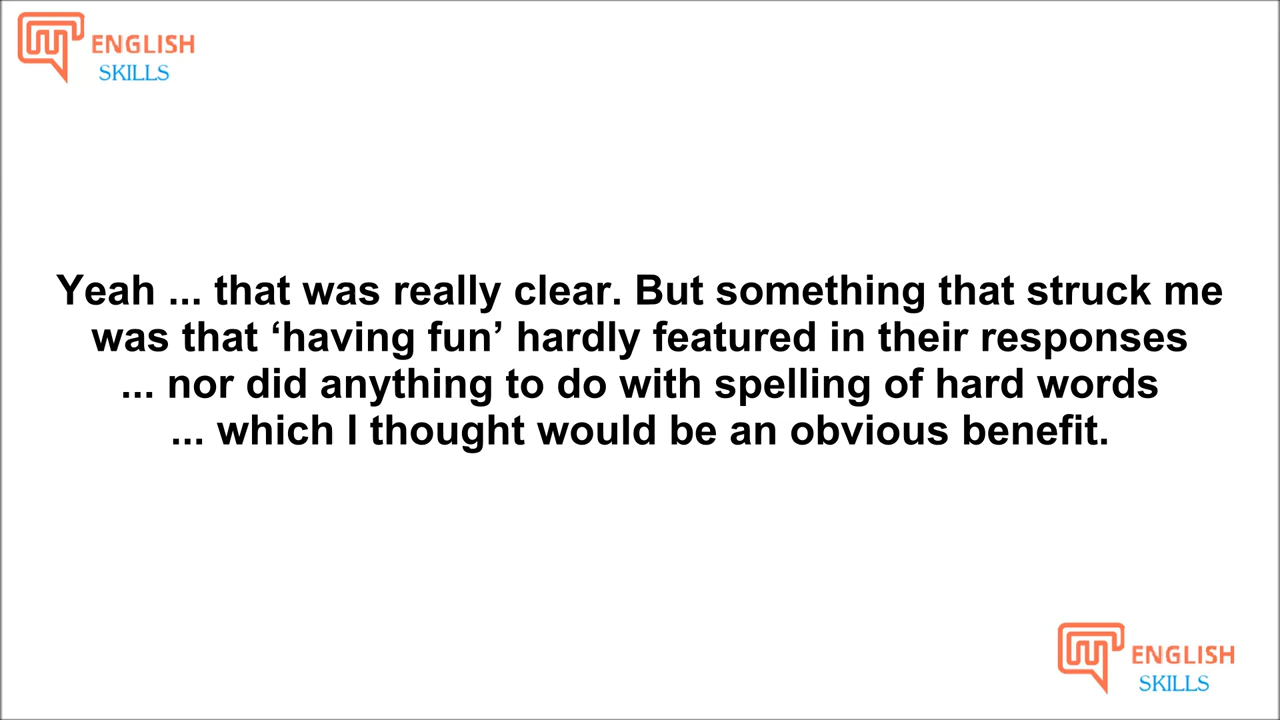 ENGLISH
SKILLS
Yeah ... that was really clear. But something that struck me
was that ‘having fun’ hardly featured in their responses
... nor did anything to do with spelling of hard words
... which I thought would be an obvious benefit.
ENGLISH
SKILLS